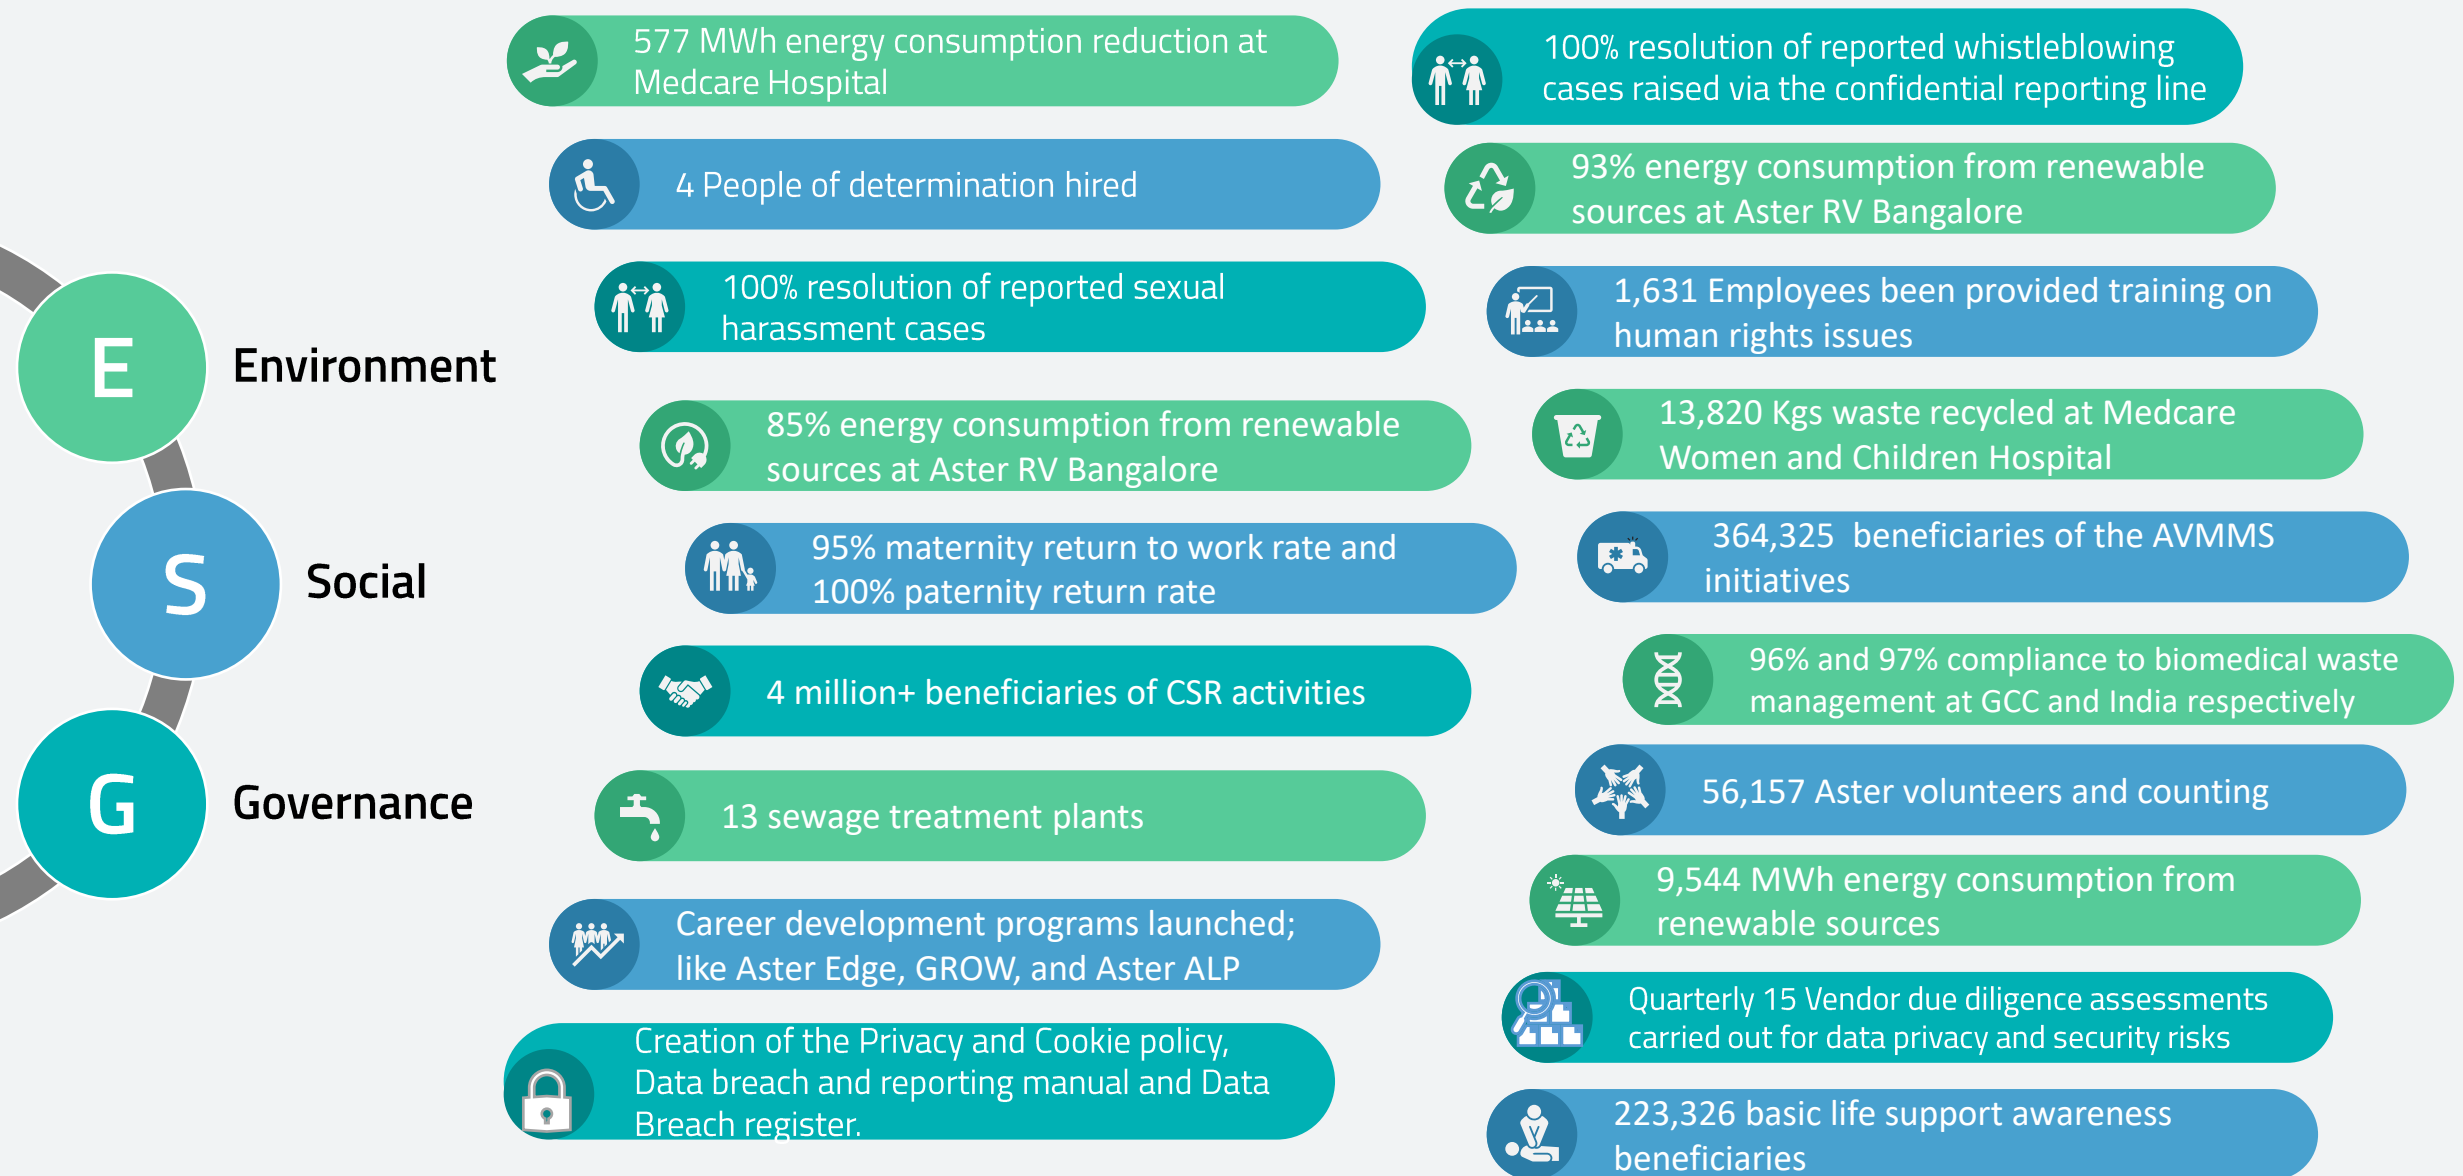 E
Environment
S
Social
G
Governance
577 MWh energy consumption reduction at
Medcare Hospital
4 People of determination hired
100% resolution of reported sexual
harassment cases
85% energy consumption from renewable
sources at Aster RV Bangalore
95% maternity return to work rate and
100% paternity return rate
4 million+ beneficiaries of CSR activities
13 sewage treatment plants
Career development programs launched;
like Aster Edge, GROW, and Aster ALP
Creation of the Privacy and Cookie policy,
Data breach and reporting manual and Data
Breach register.
100% resolution of reported whistleblowing
cases raised via the confidential reporting line
93% energy consumption from renewable
sources at Aster RV Bangalore
1,631 Employees been provided training on
human rights issues
13,820 Kgs waste recycled at Medcare
Women and Children Hospital
364,325 beneficiaries of the AVMMS
initiatives
96% and 97% compliance to biomedical waste
management at GCC and India respectively
56,157 Aster volunteers and counting
9,544 MWh energy consumption from
renewable sources
Quarterly 15 Vendor due diligence assessments
carried out for data privacy and security risks
223,326 basic life support awareness
beneficiaries